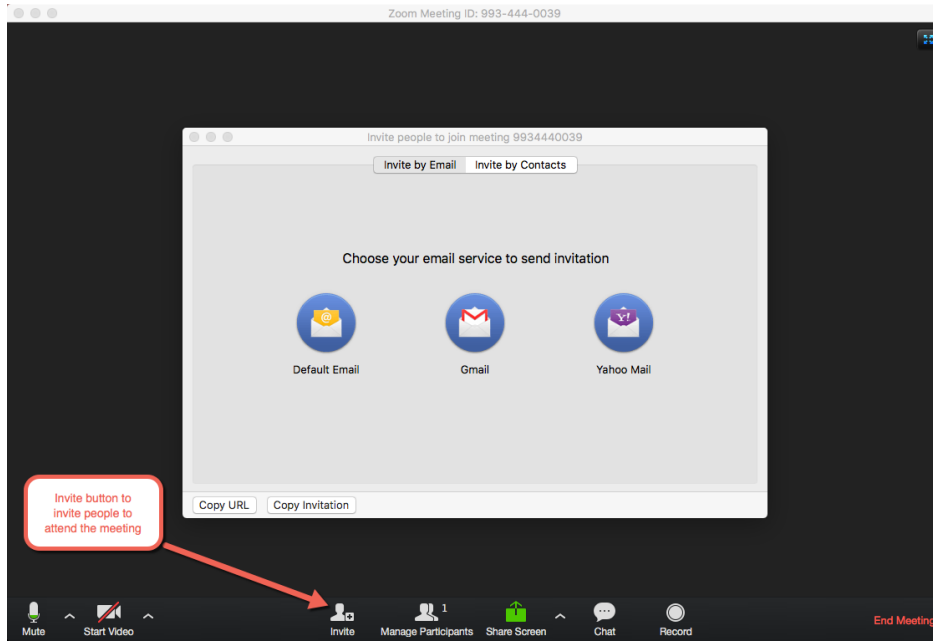 Zoom Meeting ID: 993-444-0039
Invite people to join meeting 9934440039
Invite by Email Invite by Contacts
Choose your email service to send invitation
@ Y!
Default Email Gmail Yahoo Mail
Copy URL Copy Invitation
Invite button to
invite people to
attend the meeting
1
Mute Start Video Invite Manage Participants Share Screen Chat Record End Meeting